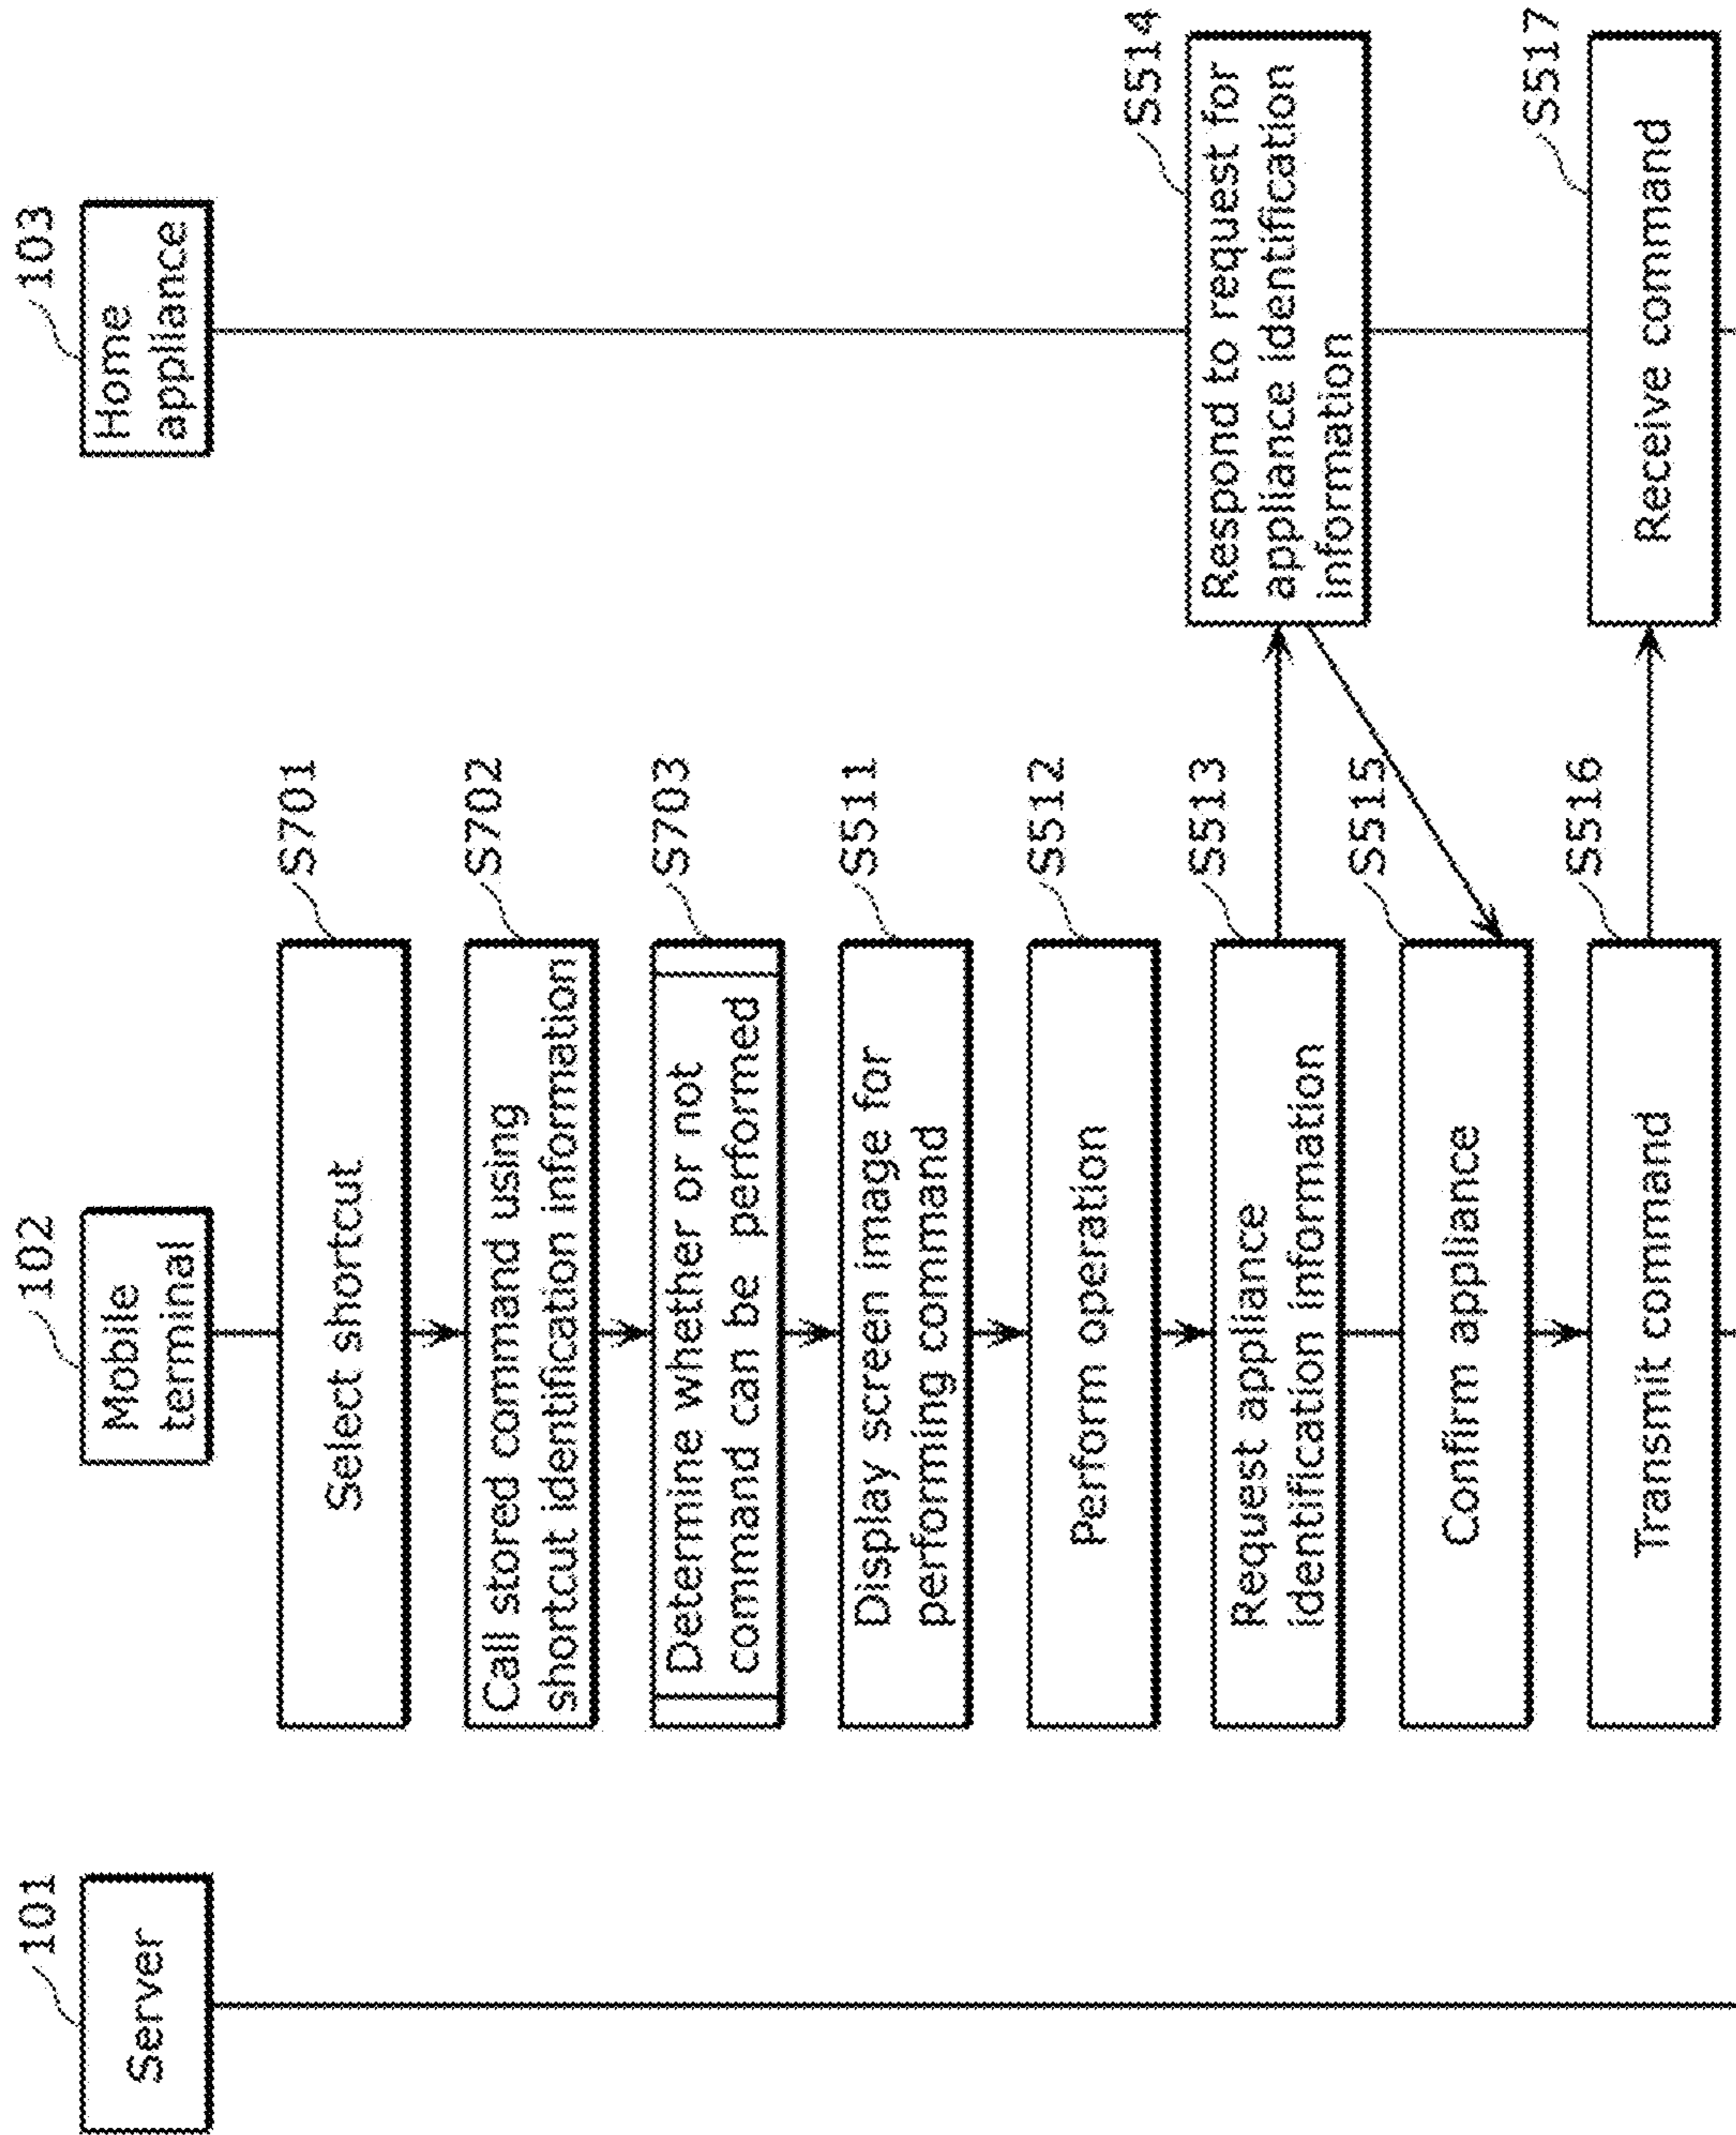 101
Server
102
Mobile
terminal
103
Home
appliance
S701
Select shortcut
S702
Call stored command using
shortcut identification information
S703
Determine whether or not
command can be performed
S511
Display screen image for
performing command
S512
Perform operation
S513
Request appliance
identification information
S514
Respond to request for
appliance identification
information
S515
Confirm appliance
S516
Transmit command
S517
Receive command